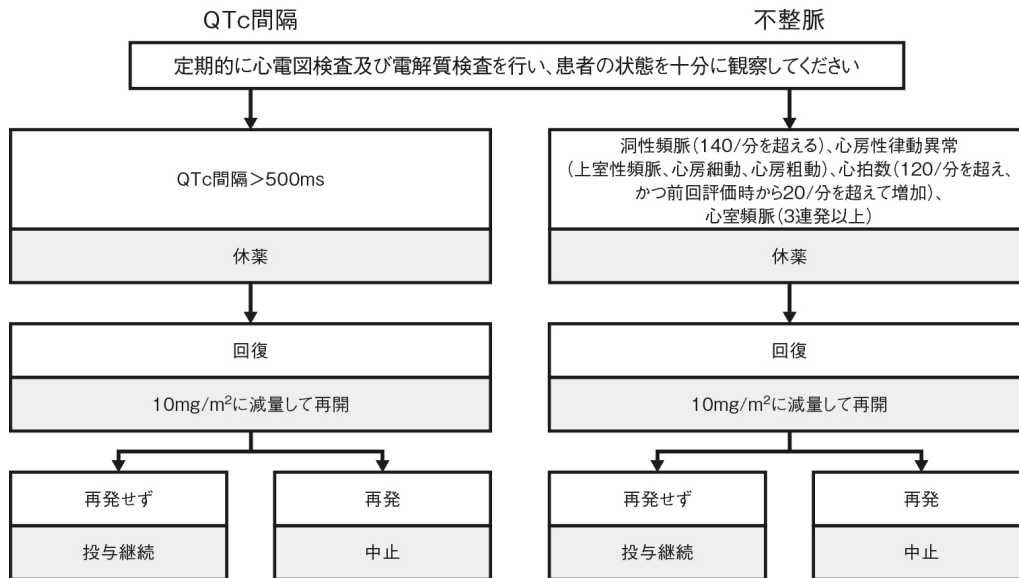 QTc間隔
不整脈
定期的に心電図検査及び電解質検査を行い、患者の状態を十分に観察してください
QTc間隔>500ms
休薬
回復
10mg/m²に減量して再開
再発せず
投与継続
再発
中止
洞性頻脈(140/分を超える)、心房性律動異常
(上室性頻脈、心房細動、心房粗動)、心拍数(120/分を超え、
かつ前回評価時から20/分を超えて増加)、
心室頻脈(3連発以上)
休薬
回復
10mg/m²に減量して再開
再発せず
投与継続
再発
中止